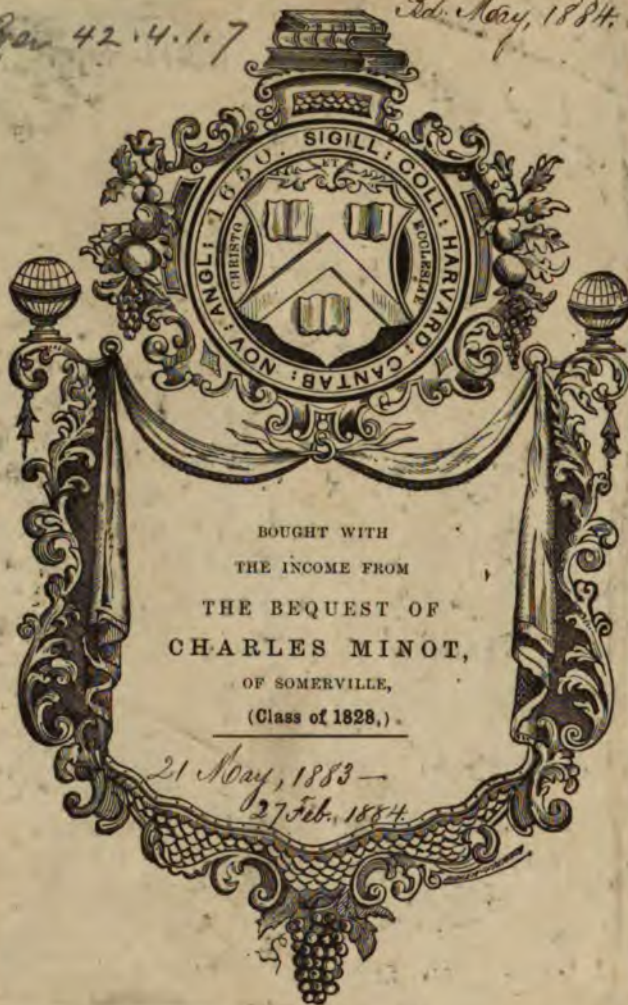 42.4.1.7
Bd. May, 1884.
SIGILL: COLL: HARVARD: CANTAB: NOV: ANGL: 1650.
ET
CHRISTO
ECCLESIAE
BOUGHT WITH
THE INCOME FROM
THE BEQUEST OF
CHARLES MINOT,
OF SOMERVILLE,
(Class of 1828.)
21 May, 1883 —
27 Feb., 1884.